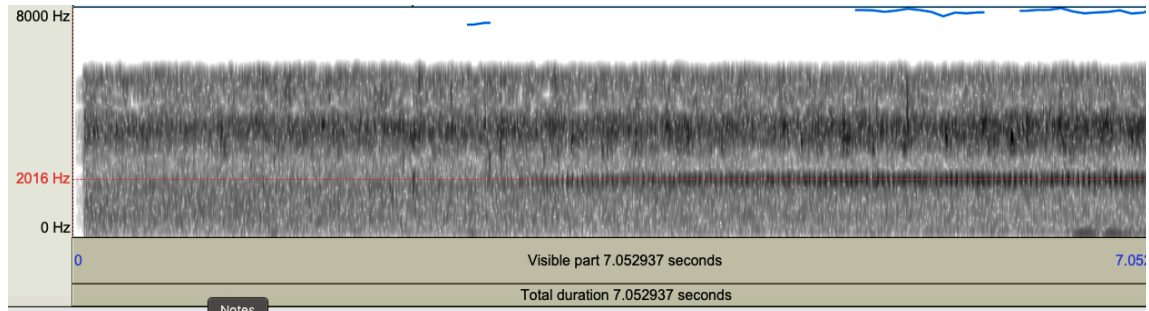 8000 Hz
2016 Hz
0 Hz
0
Visible part 7.052937 seconds
7.052
Total duration 7.052937 seconds
Notes